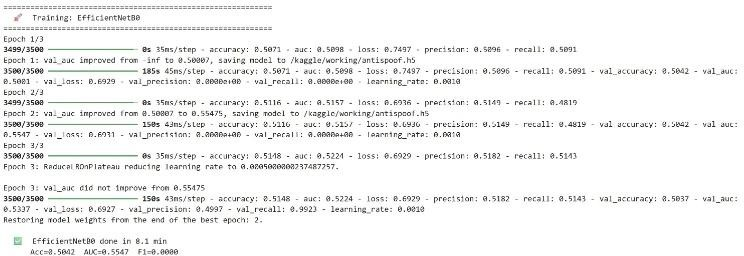 ============================================================
🚀 Training: EfficientNetB0
============================================================
Epoch 1/3
3499/3500 ━━━━━━━━━━━━━━━━━━━━ 0s 35ms/step - accuracy: 0.5071 - auc: 0.5098 - loss: 0.7497 - precision: 0.5096 - recall: 0.5091
Epoch 1: val_auc improved from -inf to 0.50007, saving model to /kaggle/working/antispoof.h5
3500/3500 ━━━━━━━━━━━━━━━━━━━━ 185s 45ms/step - accuracy: 0.5071 - auc: 0.5098 - loss: 0.7497 - precision: 0.5096 - recall: 0.5091 - val_accuracy: 0.5042 - val_auc:
0.5001 - val_loss: 0.6929 - val_precision: 0.0000e+00 - val_recall: 0.0000e+00 - learning_rate: 0.0010
Epoch 2/3
3499/3500 ━━━━━━━━━━━━━━━━━━━━ 0s 35ms/step - accuracy: 0.5116 - auc: 0.5157 - loss: 0.6936 - precision: 0.5149 - recall: 0.4819
Epoch 2: val_auc improved from 0.50007 to 0.55475, saving model to /kaggle/working/antispoof.h5
3500/3500 ━━━━━━━━━━━━━━━━━━━━ 150s 43ms/step - accuracy: 0.5116 - auc: 0.5157 - loss: 0.6936 - precision: 0.5149 - recall: 0.4819 - val_accuracy: 0.5042 - val_auc:
0.5547 - val_loss: 0.6931 - val_precision: 0.0000e+00 - val_recall: 0.0000e+00 - learning_rate: 0.0010
Epoch 3/3
3500/3500 ━━━━━━━━━━━━━━━━━━━━ 0s 35ms/step - accuracy: 0.5148 - auc: 0.5224 - loss: 0.6929 - precision: 0.5182 - recall: 0.5143
Epoch 3: ReduceLROnPlateau reducing learning rate to 0.0005000000237487257.

Epoch 3: val_auc did not improve from 0.55475
3500/3500 ━━━━━━━━━━━━━━━━━━━━ 150s 43ms/step - accuracy: 0.5148 - auc: 0.5224 - loss: 0.6929 - precision: 0.5182 - recall: 0.5143 - val_accuracy: 0.5037 - val_auc:
0.5337 - val_loss: 0.6927 - val_precision: 0.4997 - val_recall: 0.9923 - learning_rate: 0.0010
Restoring model weights from the end of the best epoch: 2.

✅ EfficientNetB0 done in 8.1 min
Acc=0.5042 AUC=0.5547 F1=0.0000